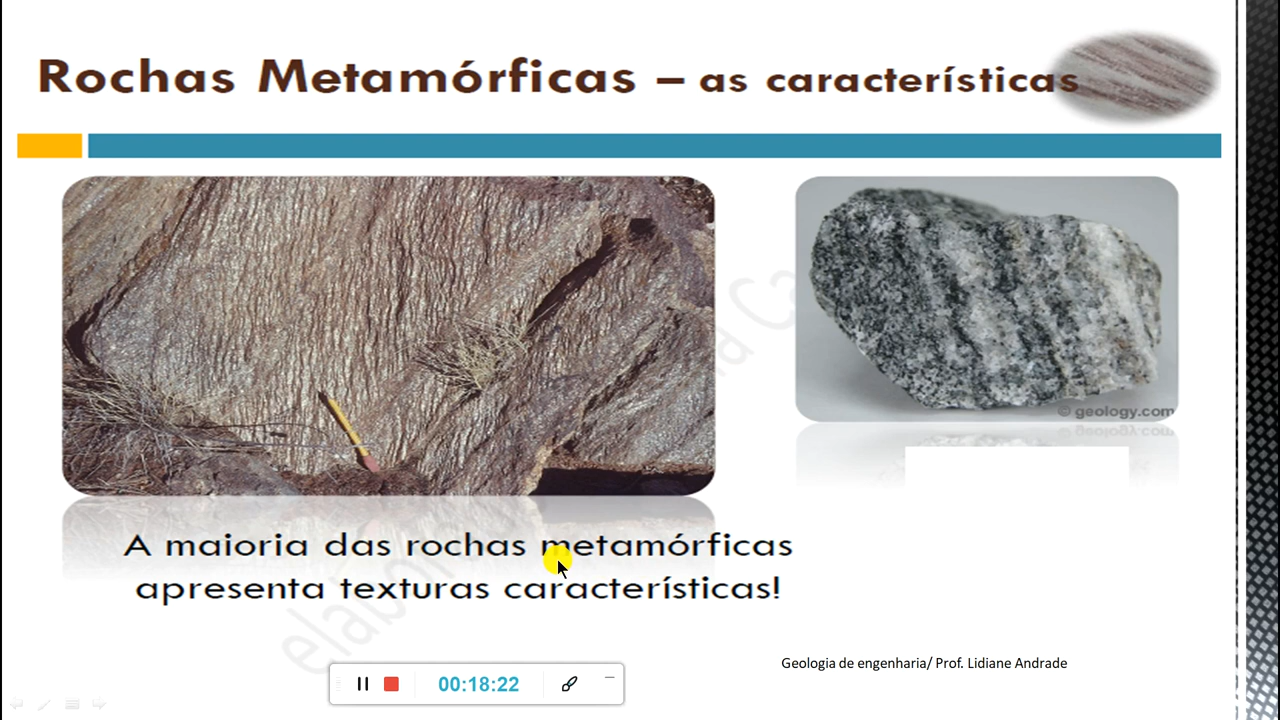 Rochas Metamórficas – as características
© geology.com
A maioria das rochas metamórficas
apresenta texturas características!
Geologia de engenharia/ Prof. Lidiane Andrade
00:18:22